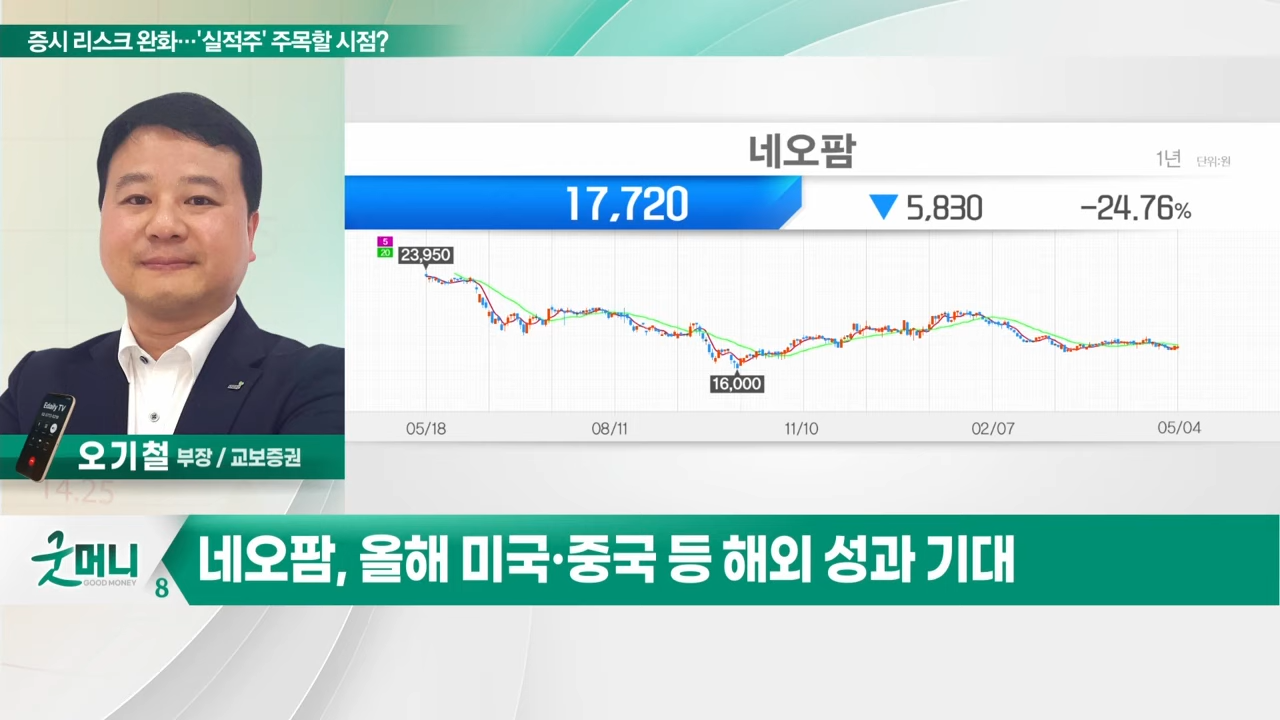 증시 리스크 완화…'실적주' 주목할 시점?
네오팜
1년 단위:원
17,720 ▼ 5,830 -24.76%
5
20
23,950
16,000
05/18 08/11 11/10 02/07 05/04
Edaily TV
오기철 부장 / 교보증권
14.25
굿머니
GOOD MONEY
8
네오팜, 올해 미국·중국 등 해외 성과 기대